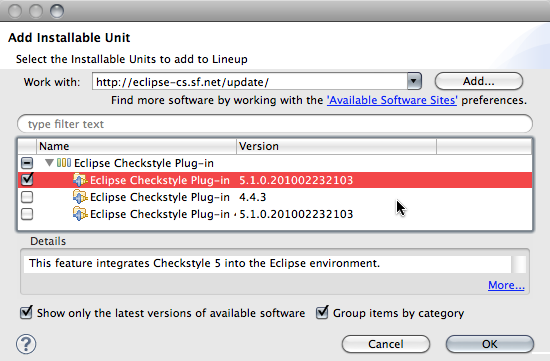 Add Installable Unit
Select the Installable Units to add to Lineup
Work with: http://eclipse-cs.sf.net/update/ Add...
Find more software by working with the 'Available Software Sites' preferences.
type filter text
Name Version
Eclipse Checkstyle Plug-in
Eclipse Checkstyle Plug-in 5.1.0.201002232103
Eclipse Checkstyle Plug-in 4.4.3
Eclipse Checkstyle Plug-in 5.1.0.201002232103
Details
This feature integrates Checkstyle 5 into the Eclipse environment.
More...
Show only the latest versions of available software Group items by category
? Cancel OK